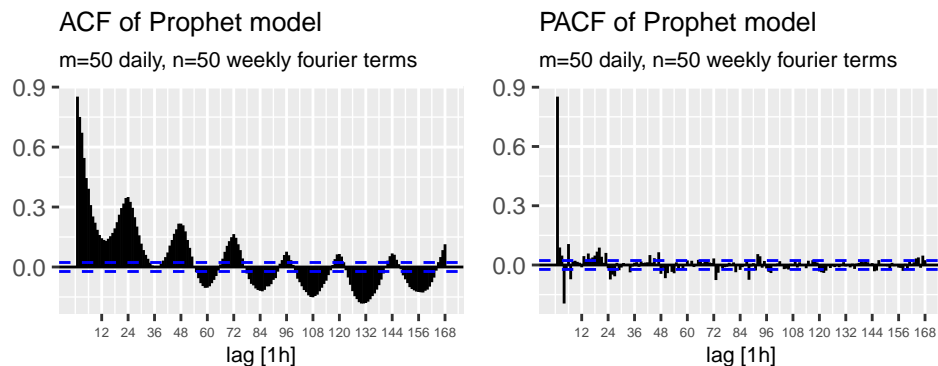 ACF of Prophet model
m=50 daily, n=50 weekly fourier terms
0.9
0.6
0.3
0.0
12 24 36 48 60 72 84 96 108 120 132 144 156 168
lag [1h]
PACF of Prophet model
m=50 daily, n=50 weekly fourier terms
0.9
0.6
0.3
0.0
12 24 36 48 60 72 84 96 108 120 132 144 156 168
lag [1h]